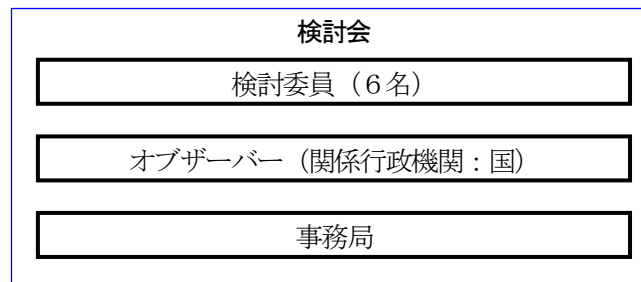 検討会
検討委員（６名）
オブザーバー（関係行政機関：国）
事務局